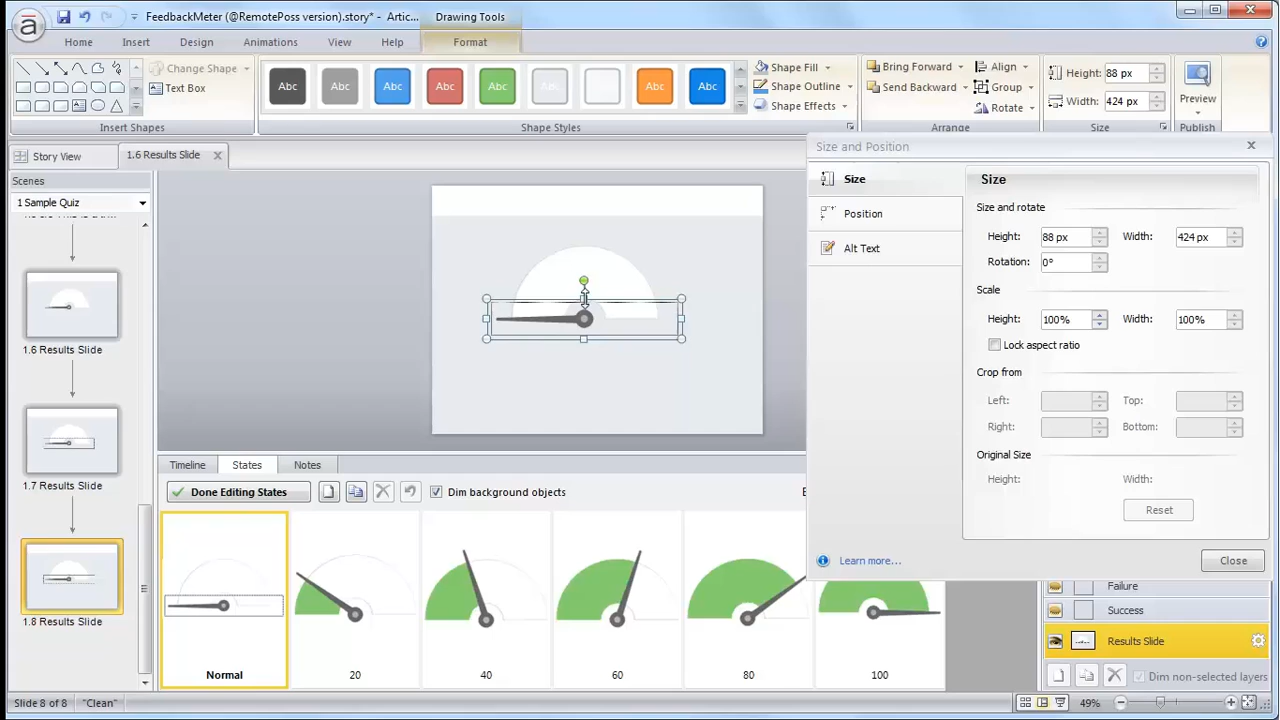 FeedbackMeter (@RemotePoss version).story* - Artic...
Drawing Tools
Home
Insert
Design
Animations
View
Help
Format
Change Shape
Text Box
Insert Shapes
Abc
Abc
Abc
Abc
Abc
Abc
Abc
Abc
Abc
Shape Styles
Shape Fill
Shape Outline
Shape Effects
Bring Forward
Send Backward
Align
Group
Rotate
Arrange
Height: 88 px
Width: 424 px
Size
Preview
Publish
Story View
1.6 Results Slide
Scenes
1 Sample Quiz
1.6 Results Slide
1.7 Results Slide
1.8 Results Slide
Size and Position
Size
Position
Alt Text
Size
Size and rotate
Height: 88 px Width: 424 px
Rotation: 0°
Scale
Height: 100% Width: 100%
Lock aspect ratio
Crop from
Left: Top:
Right: Bottom:
Original Size
Height: Width:
Reset
Learn more...
Close
Timeline
States
Notes
Done Editing States
Dim background objects
Normal
20
40
60
80
100
Failure
Success
Results Slide
Dim non-selected layers
Slide 8 of 8
"Clean"
49%